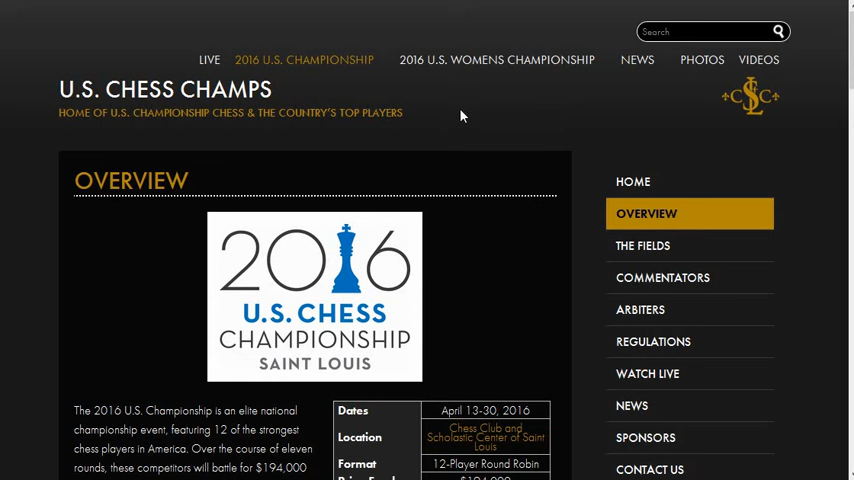 Search
LIVE 2016 U.S. CHAMPIONSHIP 2016 U.S. WOMENS CHAMPIONSHIP NEWS PHOTOS VIDEOS
U.S. CHESS CHAMPS
HOME OF U.S. CHAMPIONSHIP CHESS & THE COUNTRY'S TOP PLAYERS
OVERVIEW
2016
U.S. CHESS
CHAMPIONSHIP
SAINT LOUIS
The 2016 U.S. Championship is an elite national
championship event, featuring 12 of the strongest
chess players in America. Over the course of eleven
rounds, these competitors will battle for $194,000
Dates April 13-30, 2016
Location Chess Club and
Scholastic Center of Saint
Louis
Format 12-Player Round Robin
Prize Fund $194,000
HOME
OVERVIEW
THE FIELDS
COMMENTATORS
ARBITERS
REGULATIONS
WATCH LIVE
NEWS
SPONSORS
CONTACT US